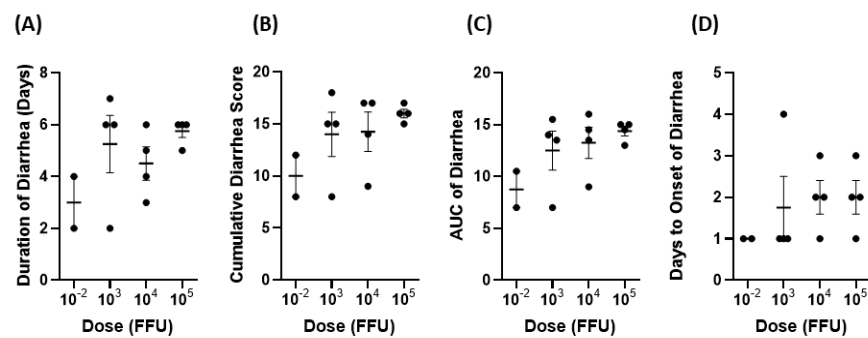 (A)
(B)
(C)
(D)
Duration of Diarrhea (Days)
8
6
4
2
0
10⁻² 10³ 10⁴ 10⁵
Dose (FFU)
Cumulative Diarrhea Score
20
15
10
5
0
10⁻² 10³ 10⁴ 10⁵
Dose (FFU)
AUC of Diarrhea
20
15
10
5
0
10⁻² 10³ 10⁴ 10⁵
Dose (FFU)
Days to Onset of Diarrhea
5
4
3
2
1
0
10⁻² 10³ 10⁴ 10⁵
Dose (FFU)